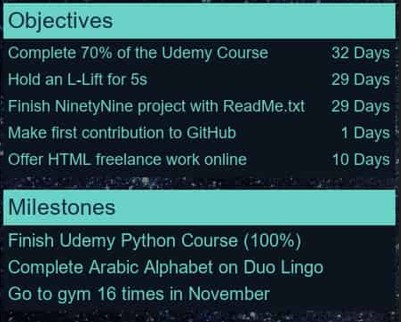 Objectives
Complete 70% of the Udemy Course 32 Days
Hold an L-Lift for 5s 29 Days
Finish NinetyNine project with ReadMe.txt 29 Days
Make first contribution to GitHub 1 Days
Offer HTML freelance work online 10 Days
Milestones
Finish Udemy Python Course (100%)
Complete Arabic Alphabet on Duo Lingo
Go to gym 16 times in November